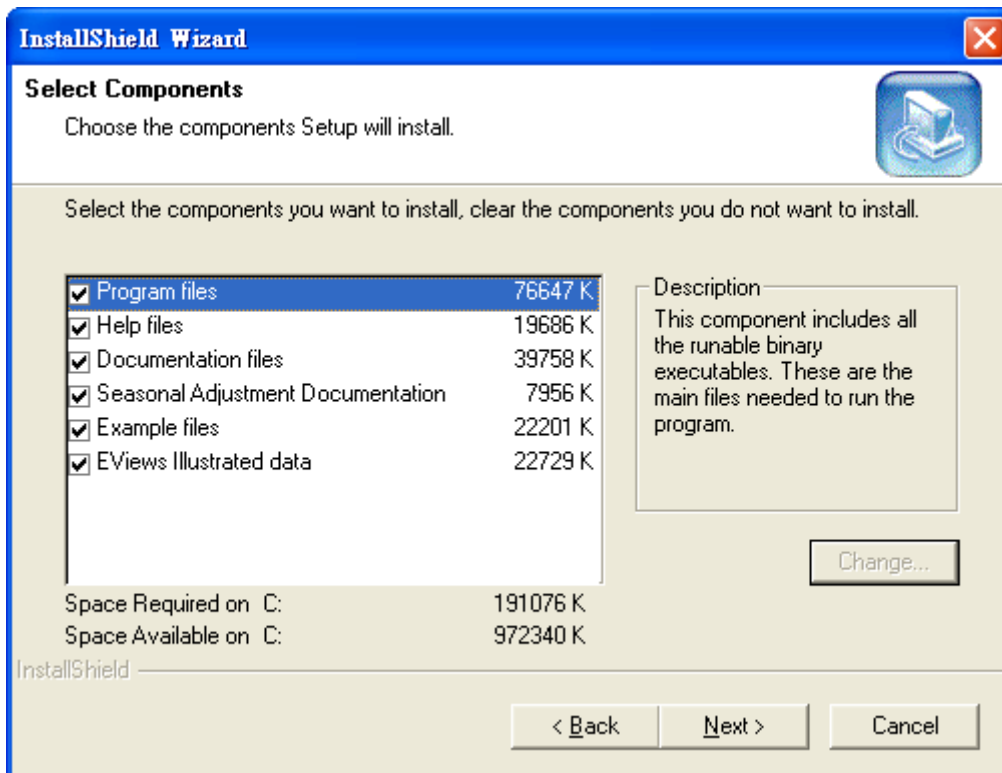 InstallShield Wizard
Select Components
Choose the components Setup will install.
Select the components you want to install, clear the components you do not want to install.
Program files 76647 K
Help files 19686 K
Documentation files 39758 K
Seasonal Adjustment Documentation 7956 K
Example files 22201 K
EViews Illustrated data 22729 K
Description
This component includes all
the runable binary
executables. These are the
main files needed to run the
program.
Change...
Space Required on C: 191076 K
Space Available on C: 972340 K
InstallShield
< Back Next > Cancel